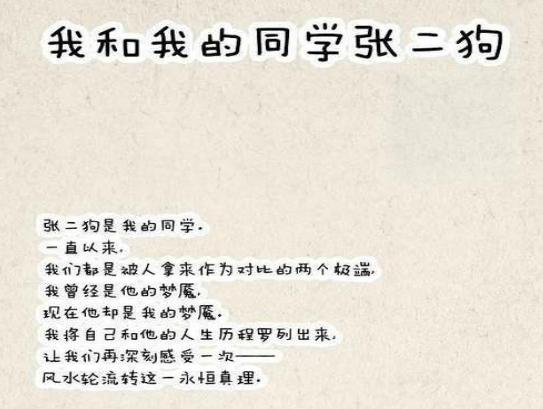 我和我的同学张二狗
张二狗是我的同学。
一直以来,
我们都是被人拿来作为对比的两个极端,
我曾经是他的梦魇,
现在他却是我的梦魇。
我将自己和他的人生历程罗列出来,
让我们再深刻感受一次——
风水轮流转这一永恒真理。